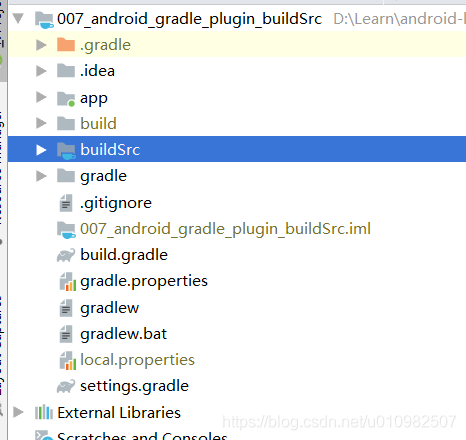 007_android_gradle_plugin_buildSrc D:\Learn\android-
.gradle
.idea
app
build
buildSrc
gradle
.gitignore
007_android_gradle_plugin_buildSrc.iml
build.gradle
gradle.properties
gradlew
gradlew.bat
local.properties
settings.gradle
External Libraries
https://blog.csdn.net/u010982507
Scratches and Consoles